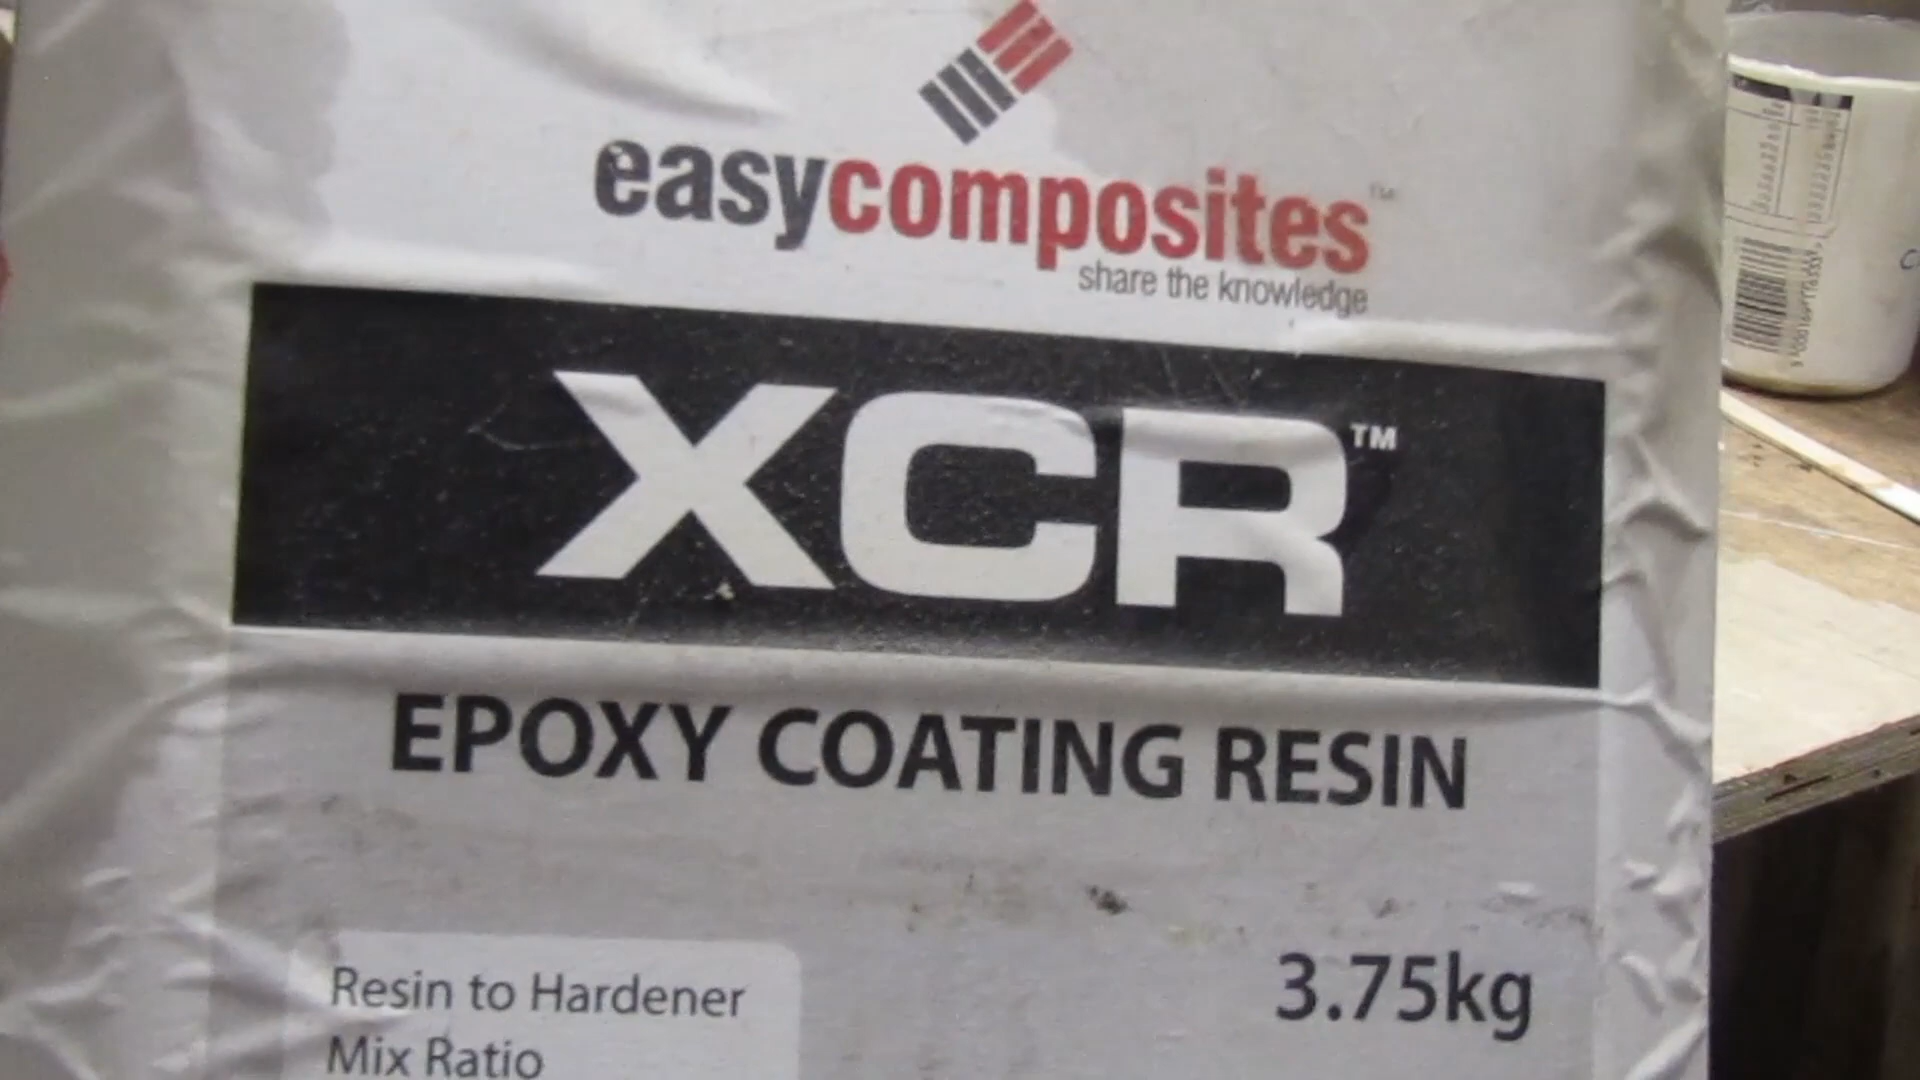 easycomposites
share the knowledge
XCR™
EPOXY COATING RESIN
3.75kg
Resin to Hardener
Mix Ratio